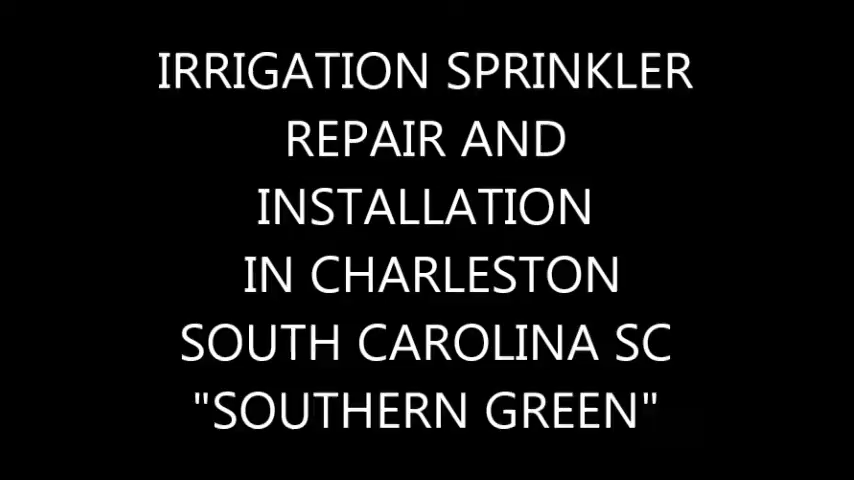 IRRIGATION SPRINKLER
REPAIR AND
INSTALLATION
IN CHARLESTON
SOUTH CAROLINA SC
"SOUTHERN GREEN"